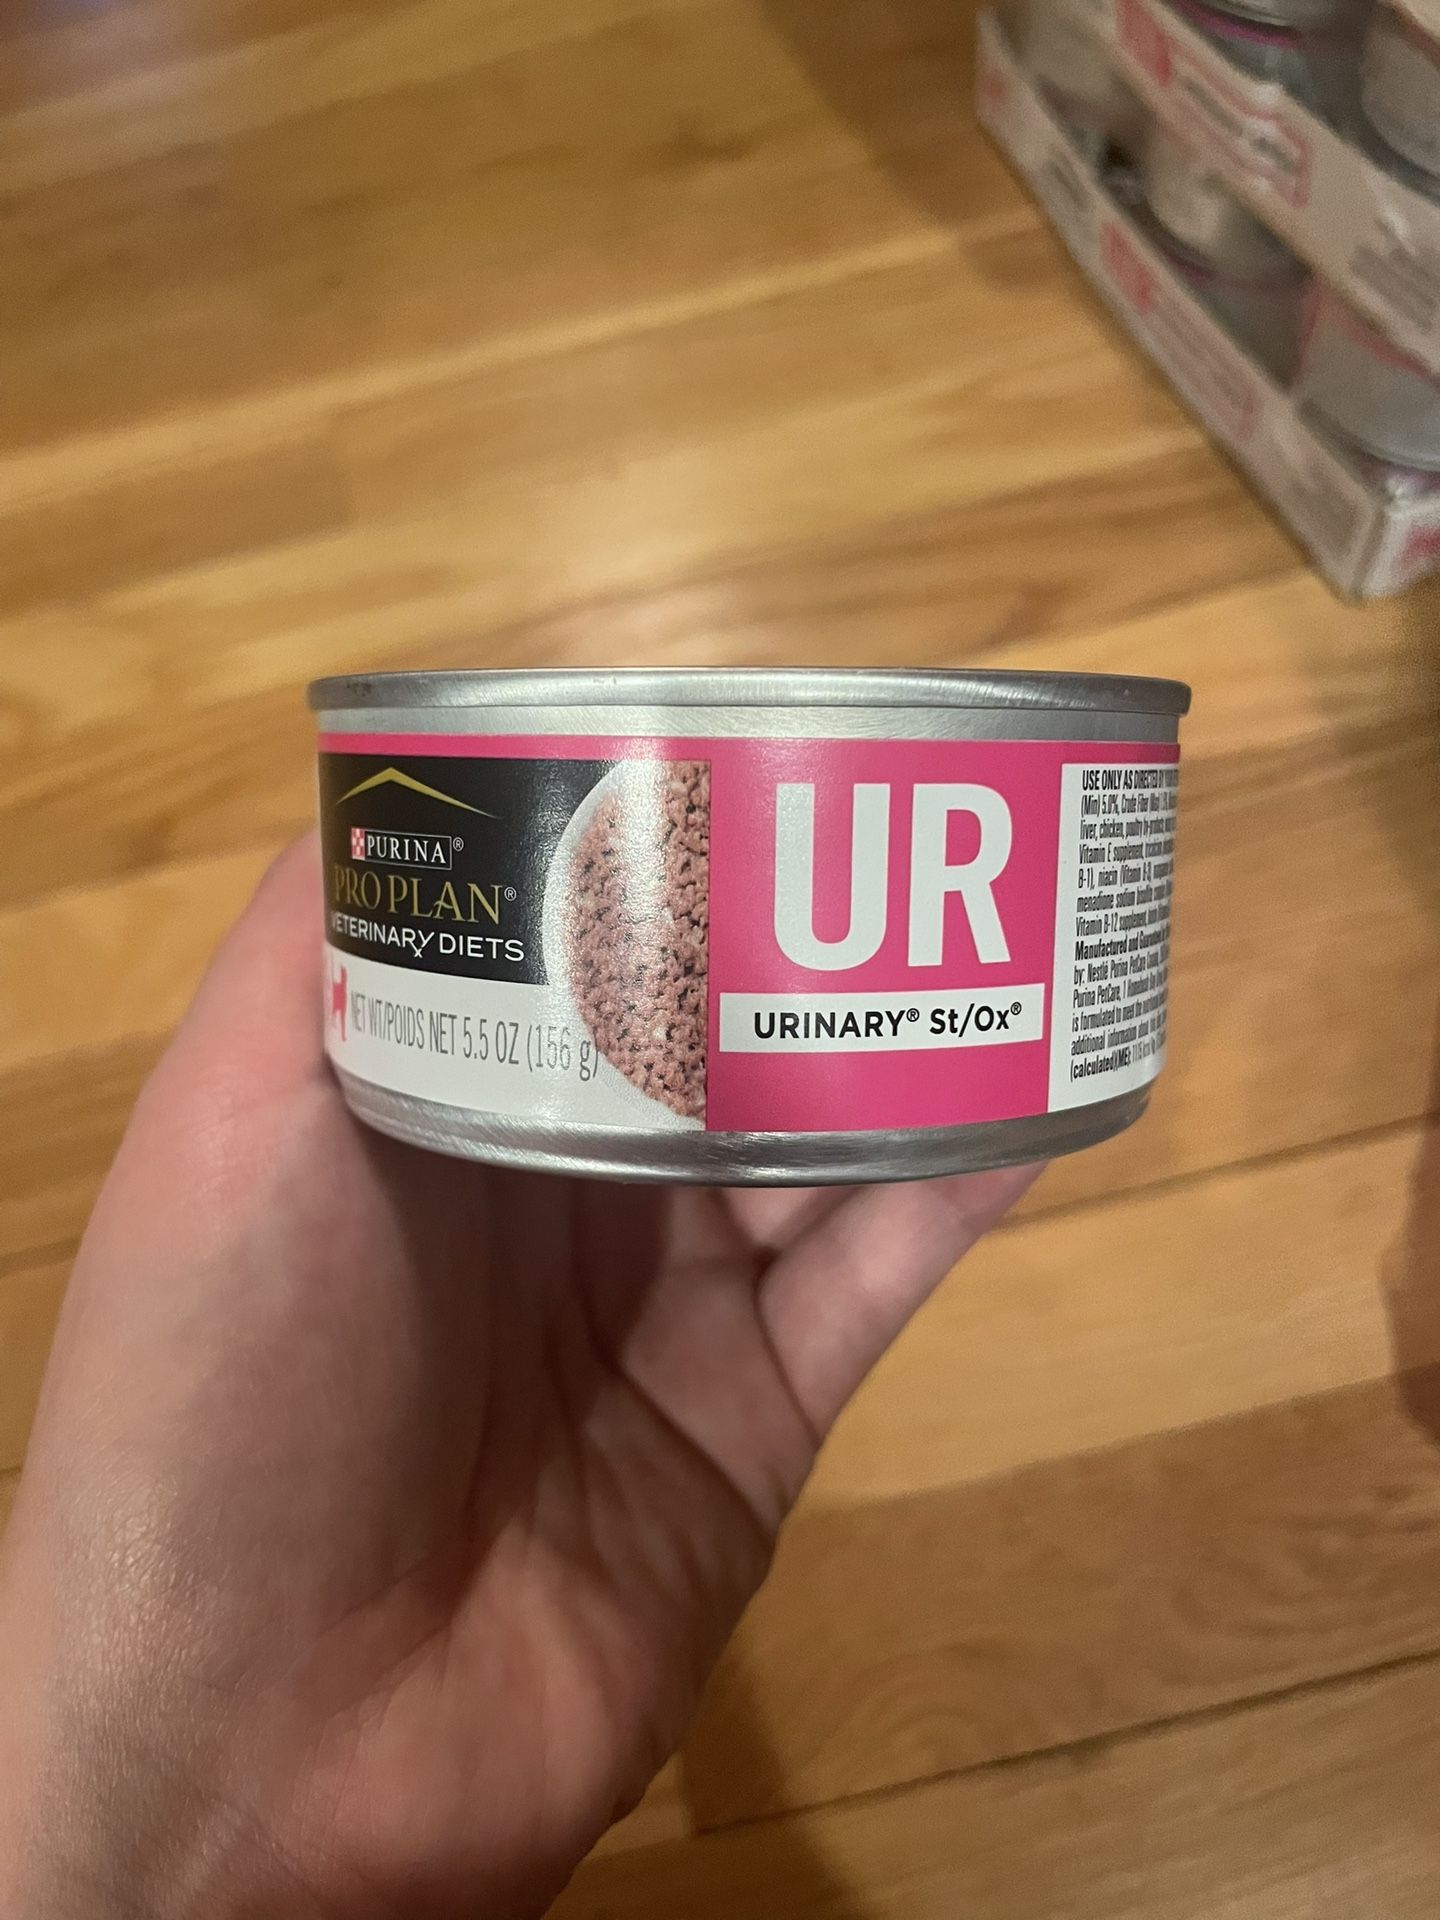 PURINA®
PRO PLAN®
VETERINARY DIETS
NET WT/POIDS NET 5.5 OZ (156 g)
UR
URINARY® St/Ox®
USE ONLY AS DIRECTED BY
(Min) 5.0%, Crude Fiber
liver, chicken, poultry by-products
Vitamin E supplement,
B-1), niacin (Vitamin B-3)
menadione sodium
Vitamin B-12 supplement,
Manufactured and Guaranteed
by: Nestlé Purina PetCare
Purina PetCare, 1
is formulated to meet the
additional information
(calculated)(ME):